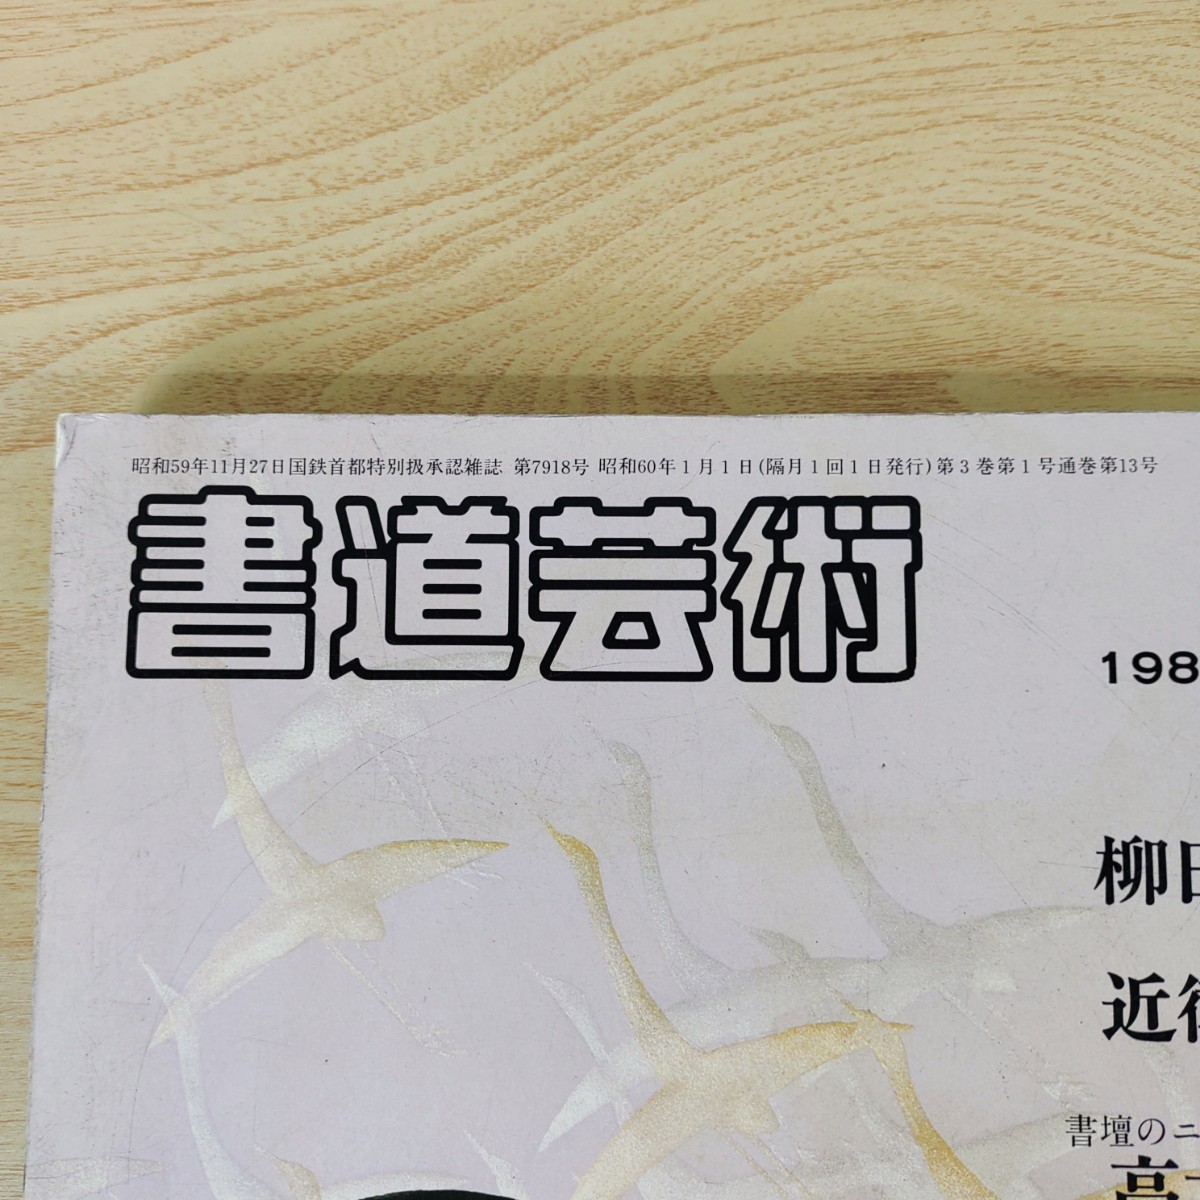 昭和59年11月27日国鉄首都特別扱承認雑誌 第7918号 昭和60年1月1日(隔月1回1日発行)第3巻第1号通巻第13号
書道芸術
198
柳
近
書壇のニ